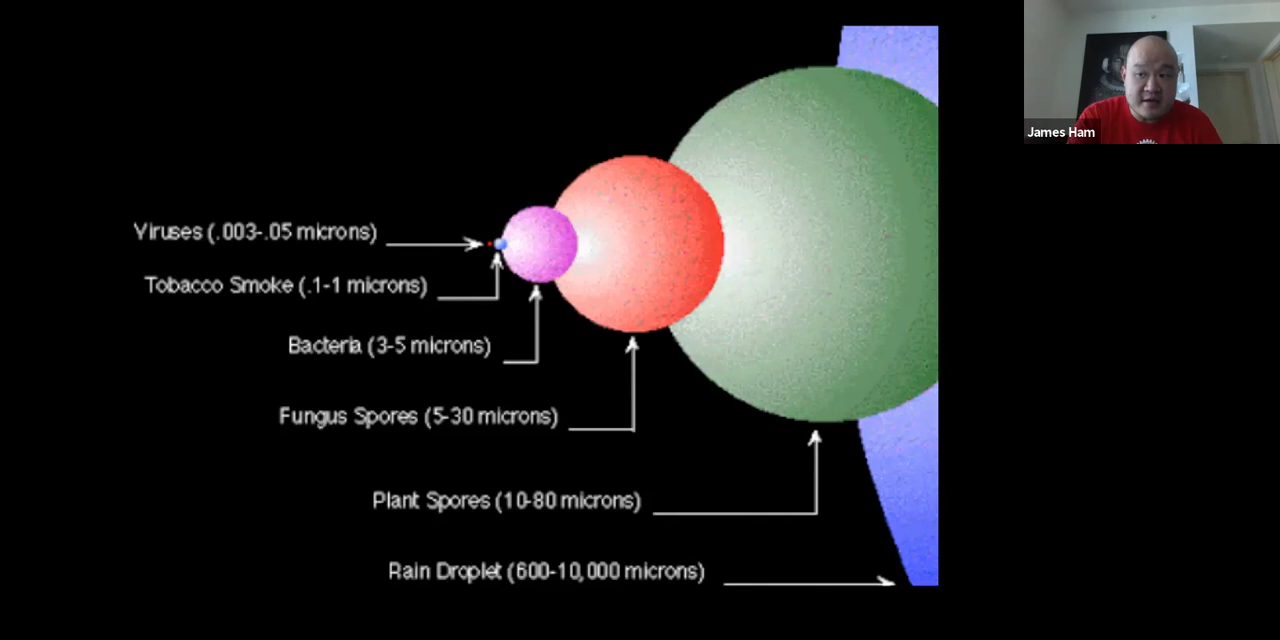 James Ham
Viruses (.003-.05 microns)
Tobacco Smoke (.1-1 microns)
Bacteria (3-5 microns)
Fungus Spores (5-30 microns)
Plant Spores (10-80 microns)
Rain Droplet (600-10,000 microns)